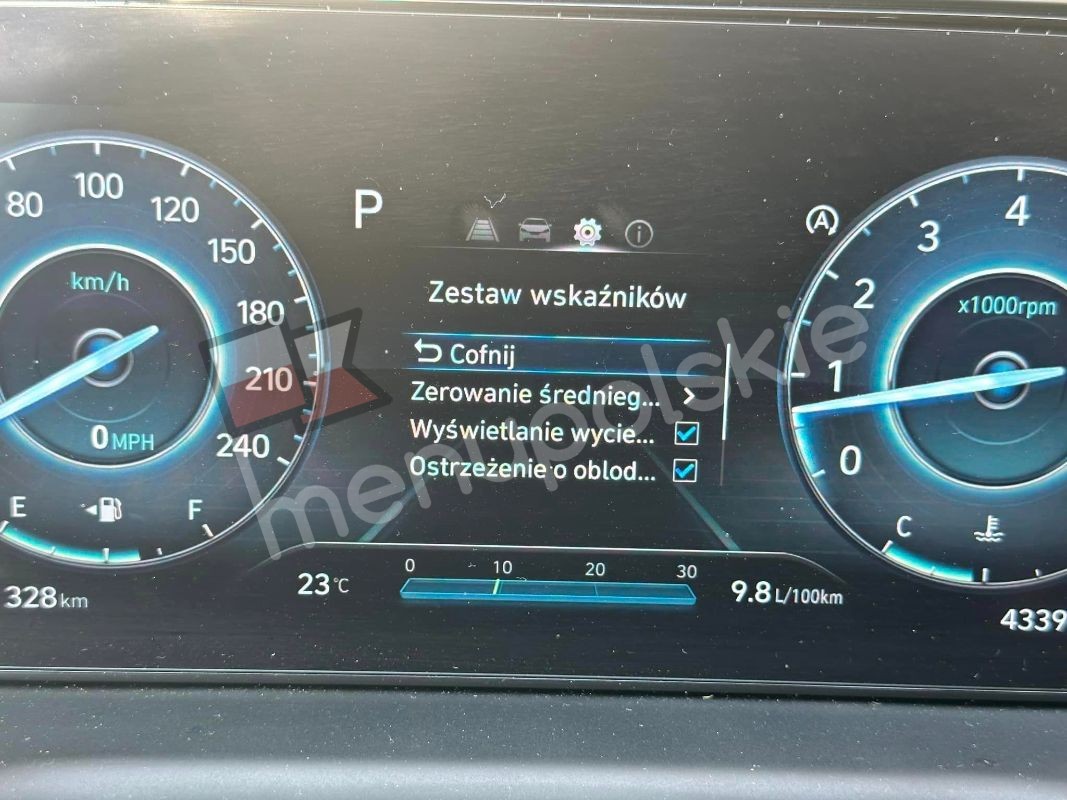 80
100
120
150
180
210
240
km/h
0 MPH
E
F
328 km
P
Zestaw wskaźników
Cofnij
Zerowanie średnieg...
Wyświetlanie wycie...
Ostrzeżenie o oblod...
menupolskie
23°C
0
10
20
30
9.8 L/100km
A
4
3
2
1
0
x1000rpm
C
4339